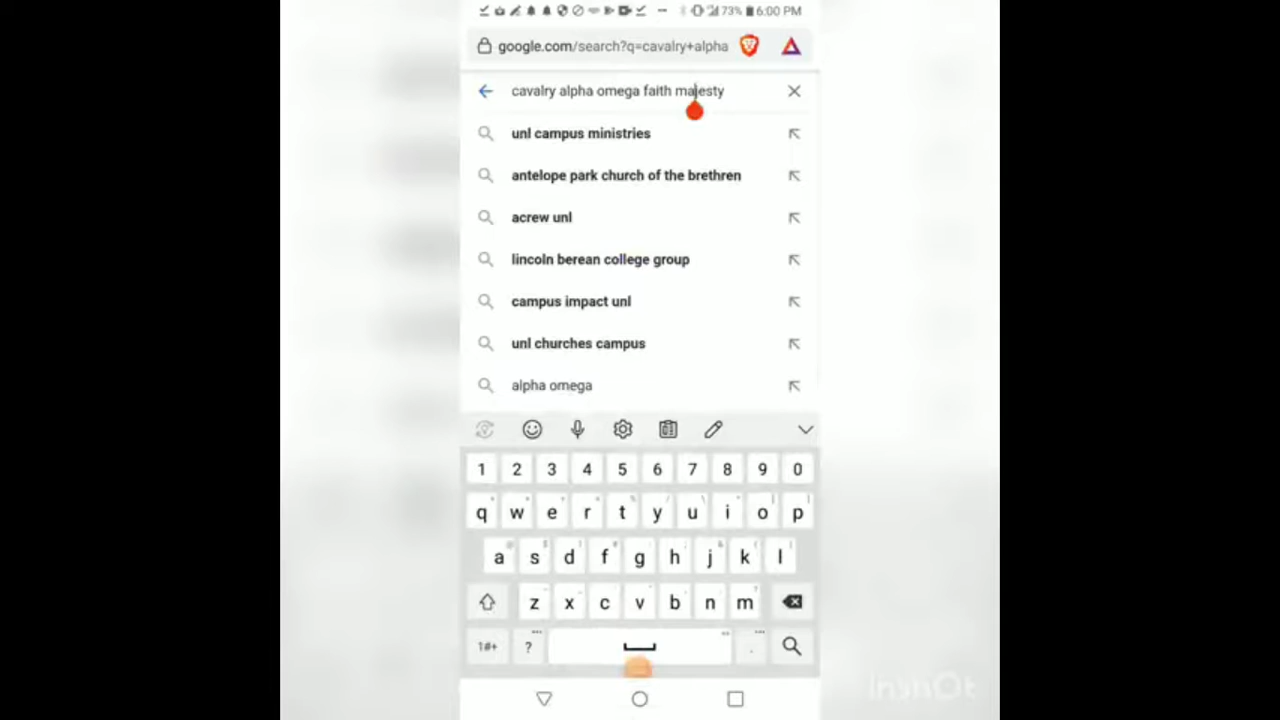 73% 6:00 PM
google.com/search?q=cavalry+alpha
cavalry alpha omega faith majesty
unl campus ministries
antelope park church of the brethren
acrew unl
lincoln berean college group
campus impact unl
unl churches campus
alpha omega
1 2 3 4 5 6 7 8 9 0
q w e r t y u i o p
a s d f g h j k l
z x c v b n m
1#+ ? .
InShOt